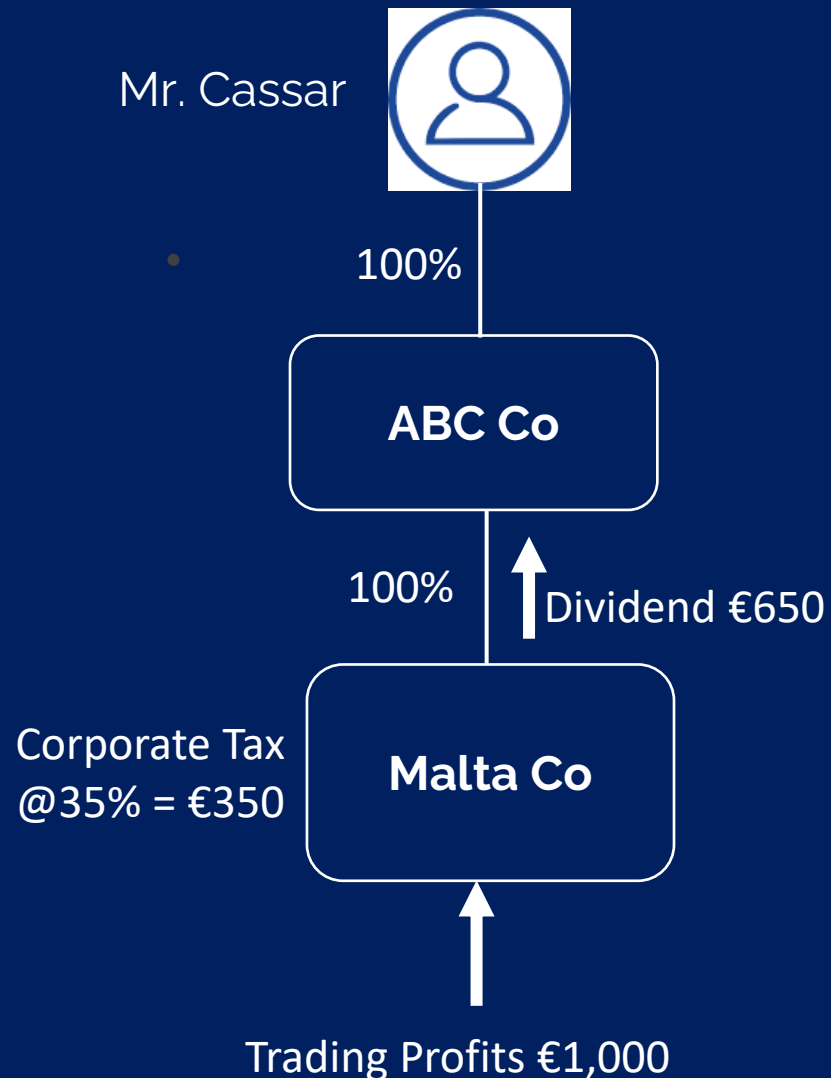 Mr. Cassar
100%
ABC Co
100%
Dividend €650
Corporate Tax
@35% = €350
Malta Co
Trading Profits €1,000